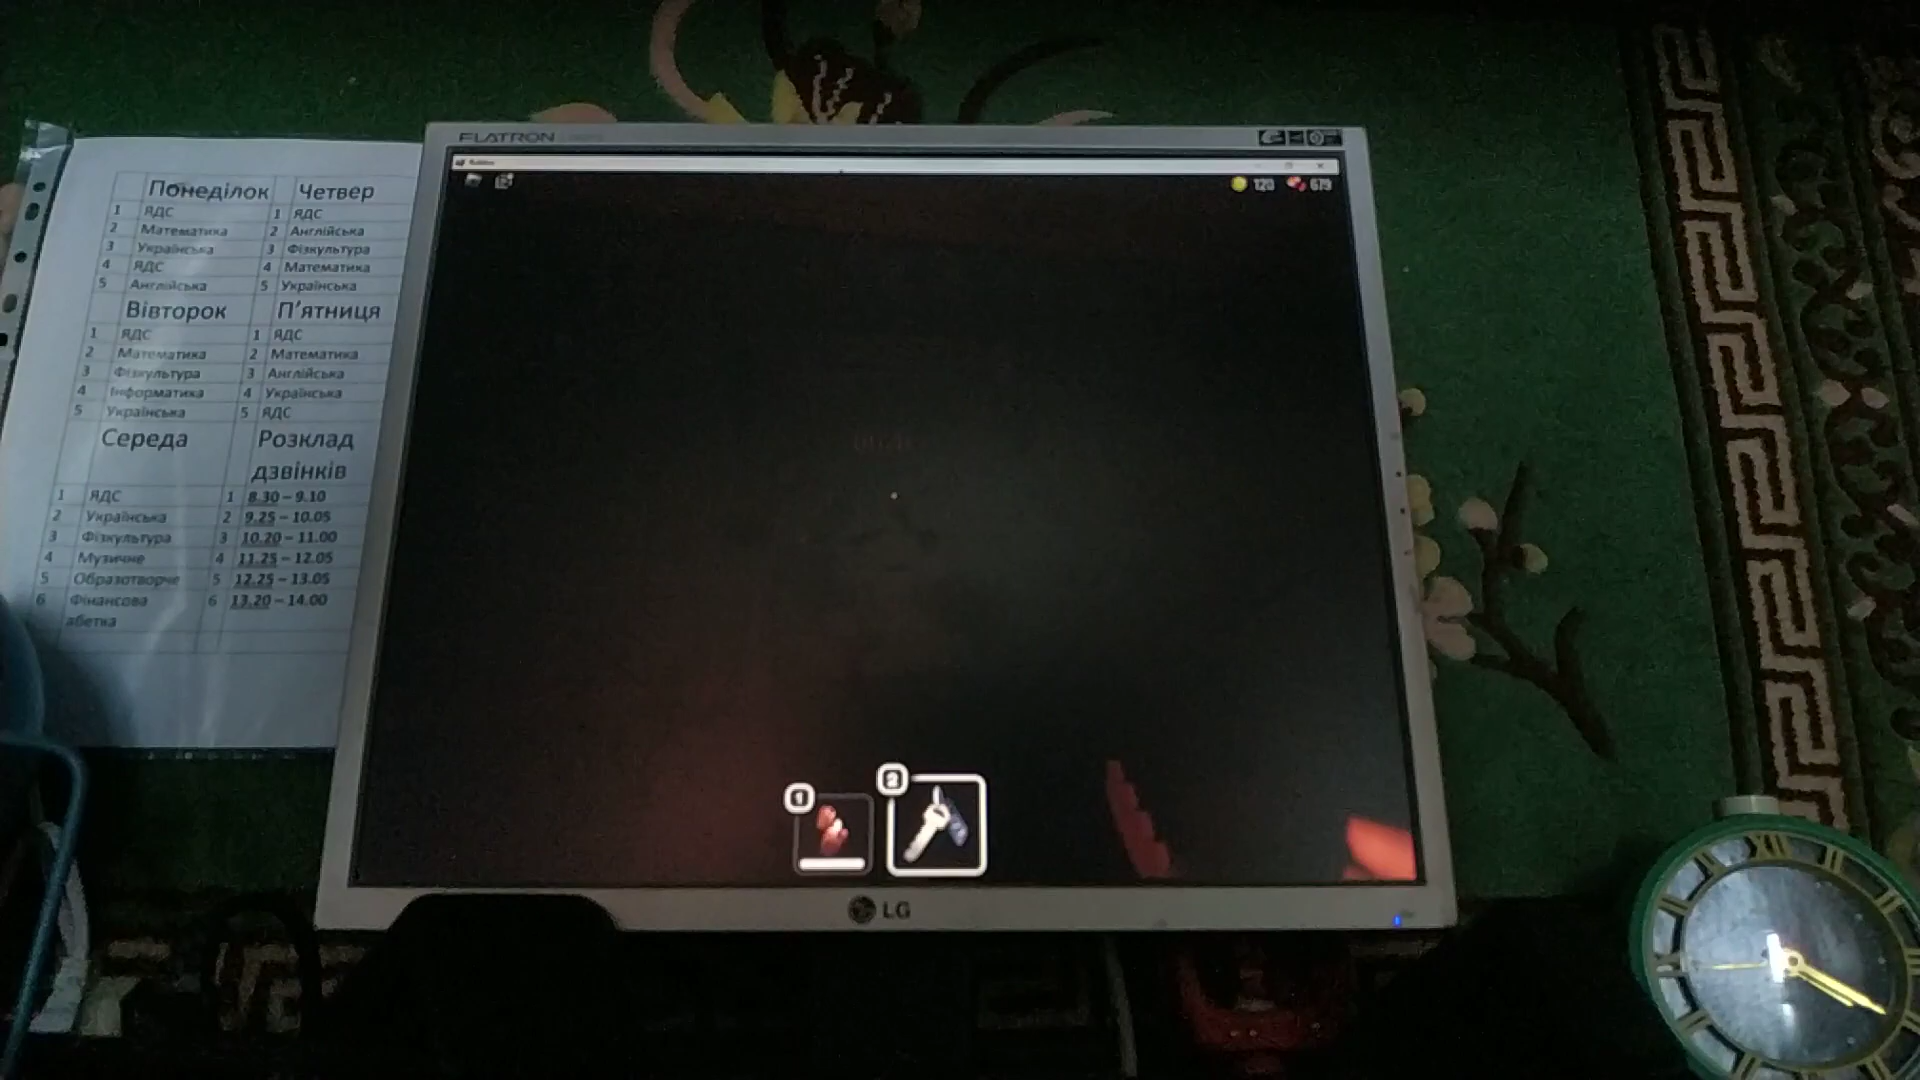 Понеділок Четвер
1 ЯДС 1 ЯДС
2 Математика 2 Англійська
3 Українська 3 Фізкультура
4 ЯДС 4 Математика
5 Англійська 5 Українська
Вівторок П'ятниця
1 ЯДС 1 ЯДС
2 Математика 2 Математика
3 Фізкультура 3 Англійська
4 Інформатика 4 Українська
5 Українська 5 ЯДС
Середа Розклад
дзвінків
1 ЯДС 1 8.30 – 9.10
2 Українська 2 9.25 – 10.05
3 Фізкультура 3 10.20 – 11.00
4 Музичне 4 11.25 – 12.05
5 Образотворче 5 12.25 – 13.05
6 Фінансова 6 13.20 – 14.00
абетка
FLATRON
Roblox
120 679
1 2
LG